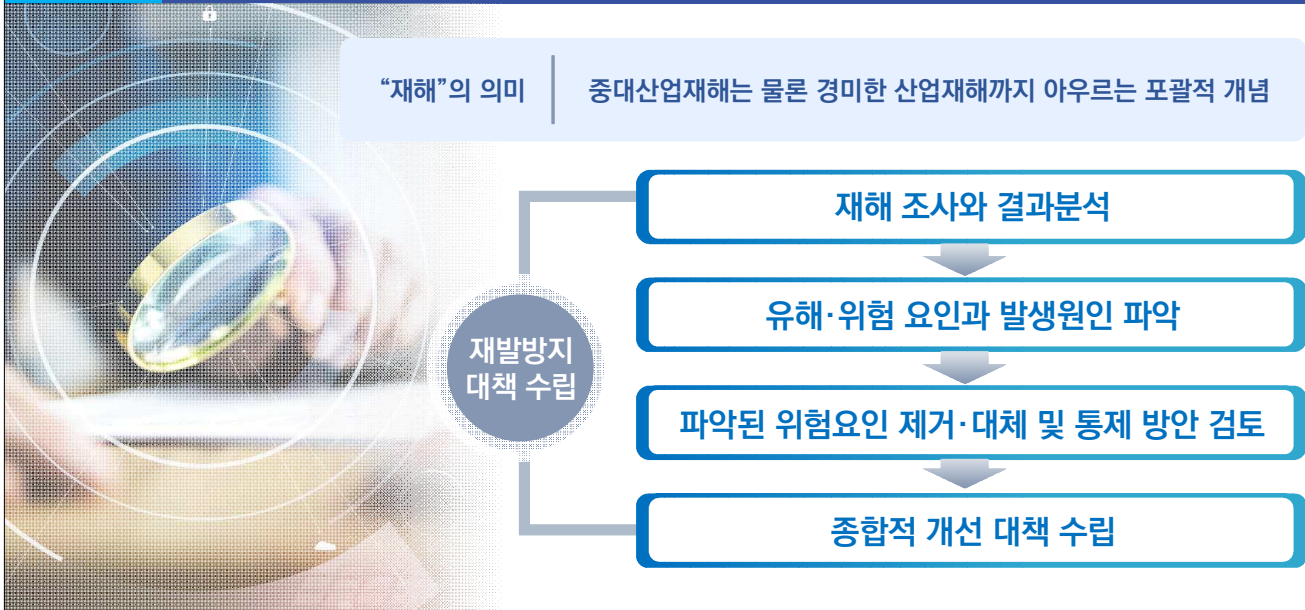 “재해”의 의미
중대산업재해는 물론 경미한 산업재해까지 아우르는 포괄적 개념
재발방지
대책 수립
재해 조사와 결과분석
유해·위험 요인과 발생원인 파악
파악된 위험요인 제거·대체 및 통제 방안 검토
종합적 개선 대책 수립